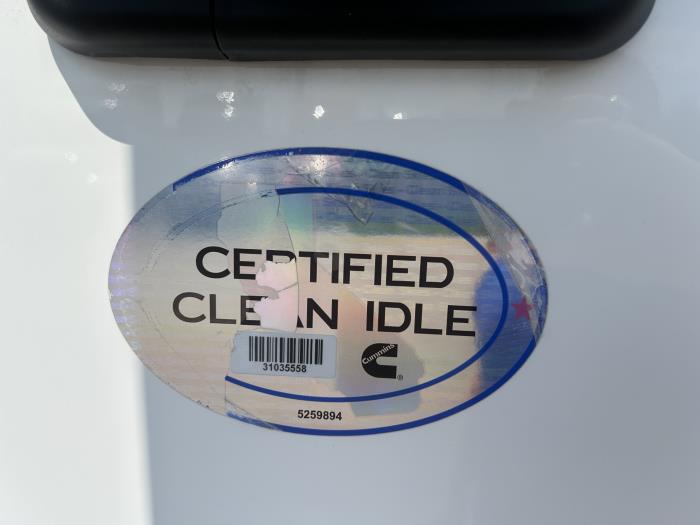 CERTIFIED
CLEAN IDLE
31035558
Cummins
®
5259894